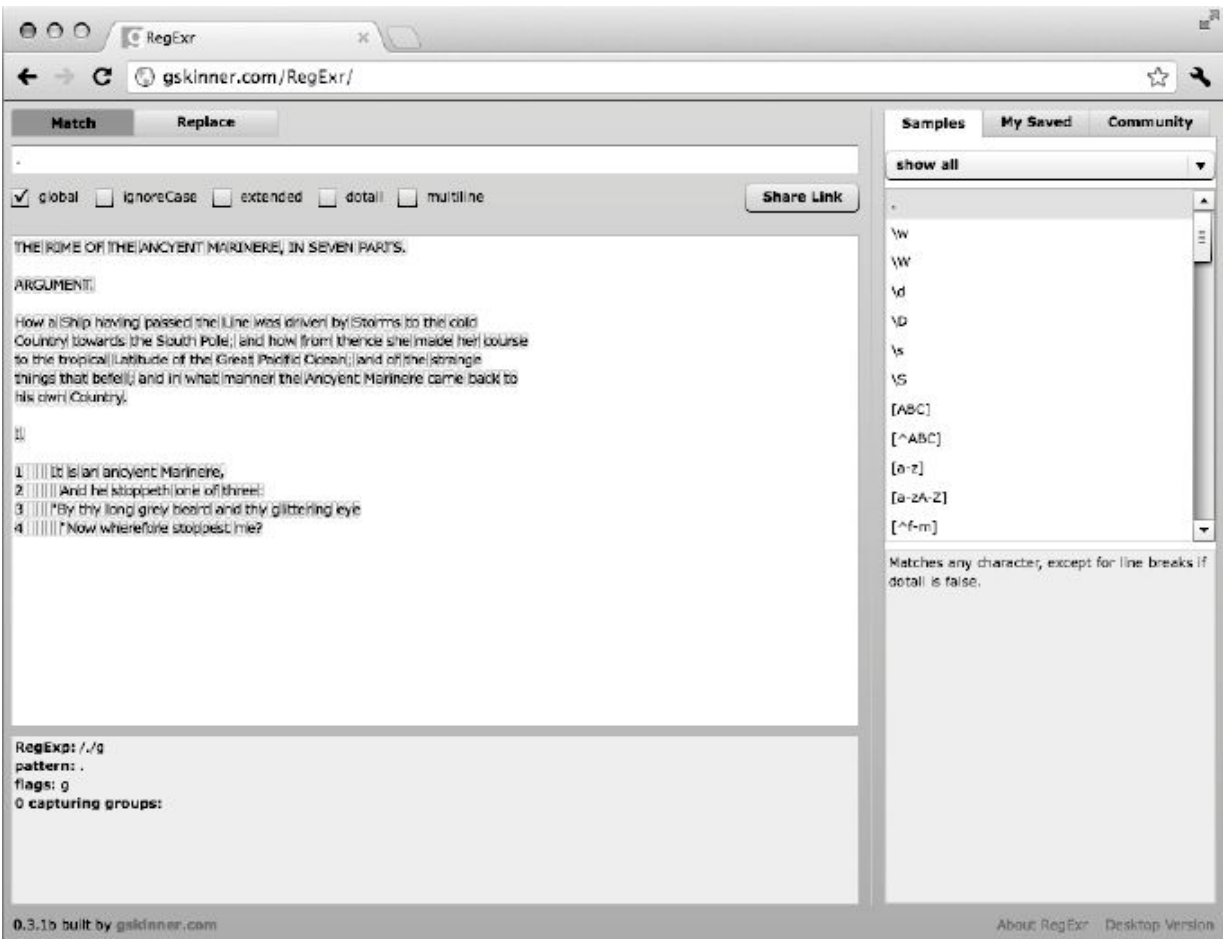 RegExr
gskinner.com/RegExr/
Match Replace
.
global ignoreCase extended dotall multiline
Share Link
THE RIME OF THE ANCYENT MARINERE, IN SEVEN PARTS.
ARGUMENT.
How a Ship having passed the Line was driven by Storms to the cold
Country towards the South Pole; and how from thence she made her course
to the tropical Latitude of the Great Pacific Ocean; and of the strange
things that befell; and in what manner the Ancyent Marinere came back to
his own Country.
I.
1 It is an ancyent Marinere,
2 And he stoppeth one of three:
3 "By thy long grey beard and thy glittering eye
4 "Now wherefore stoppest me?
RegExp: /./g
pattern: .
flags: g
0 capturing groups:
0.3.1b built by gskinner.com
Samples My Saved Community
show all
.
\w
\W
\d
\D
\s
\S
[ABC]
[^ABC]
[a-z]
[a-zA-Z]
[^f-m]
Matches any character, except for line breaks if
dotall is false.
About RegExr Desktop Version